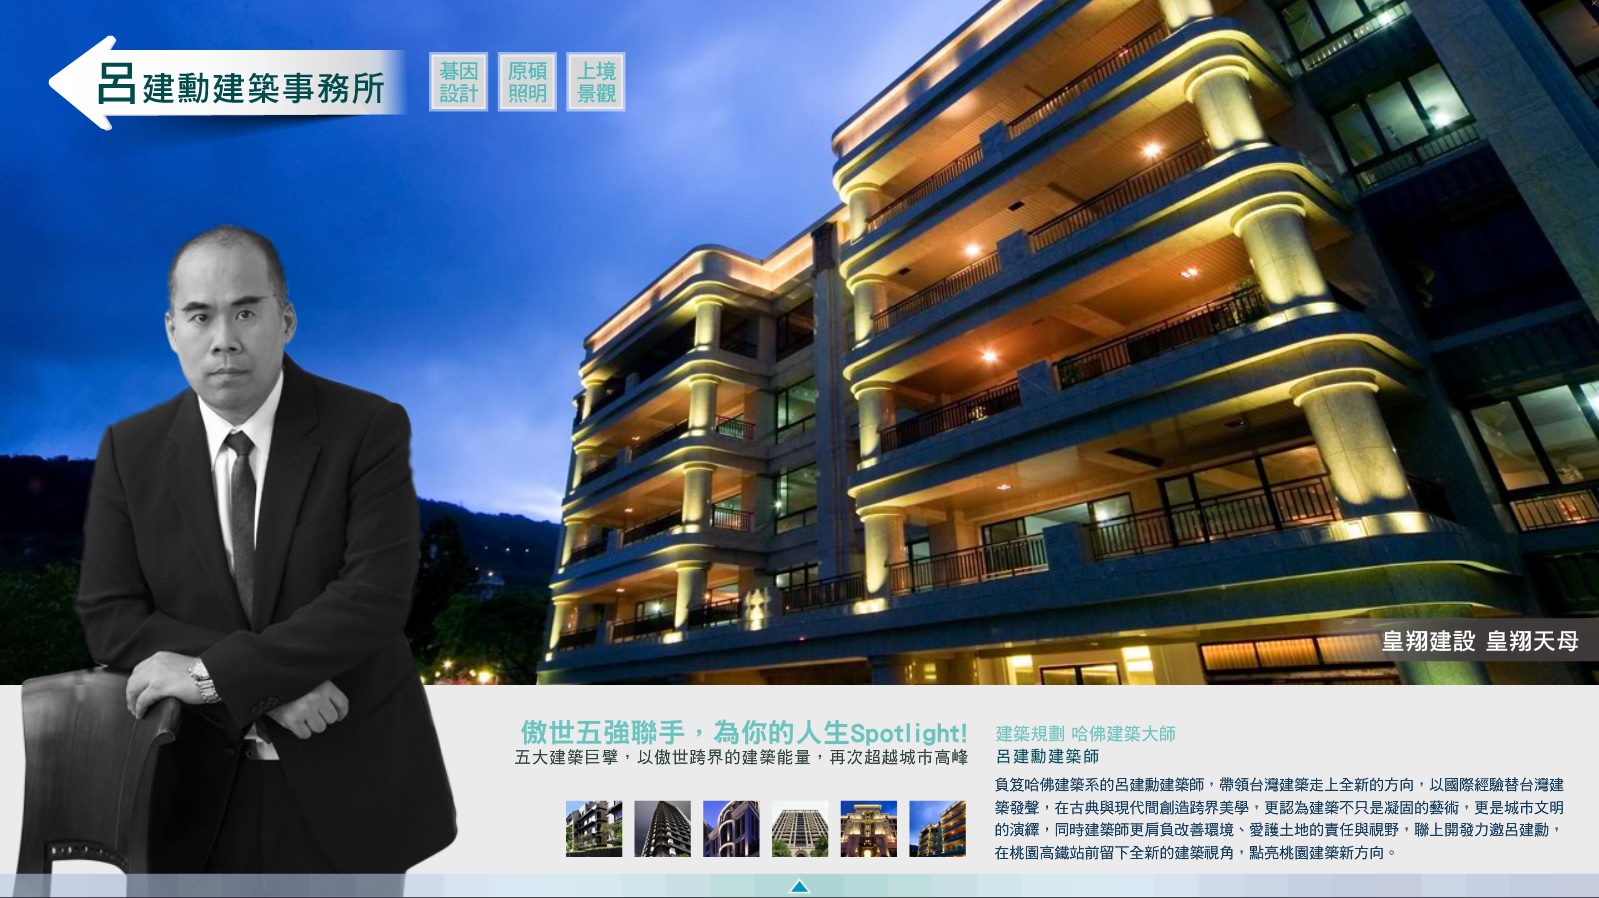 呂建勳建築事務所
碁因
設計
原碩
照明
上境
景觀
皇翔建設 皇翔天母
傲世五強聯手，為你的人生Spotlight!
五大建築巨擘，以傲世跨界的建築能量，再次超越城市高峰
建築規劃 哈佛建築大師
呂建勳建築師
負笈哈佛建築系的呂建勳建築師，帶領台灣建築走上全新的方向，以國際經驗替台灣建
築發聲，在古典與現代間創造跨界美學，更認為建築不只是凝固的藝術，更是城市文明
的演繹，同時建築師更肩負改善環境、愛護土地的責任與視野，聯上開發力邀呂建勳，
在桃園高鐵站前留下全新的建築視角，點亮桃園建築新方向。